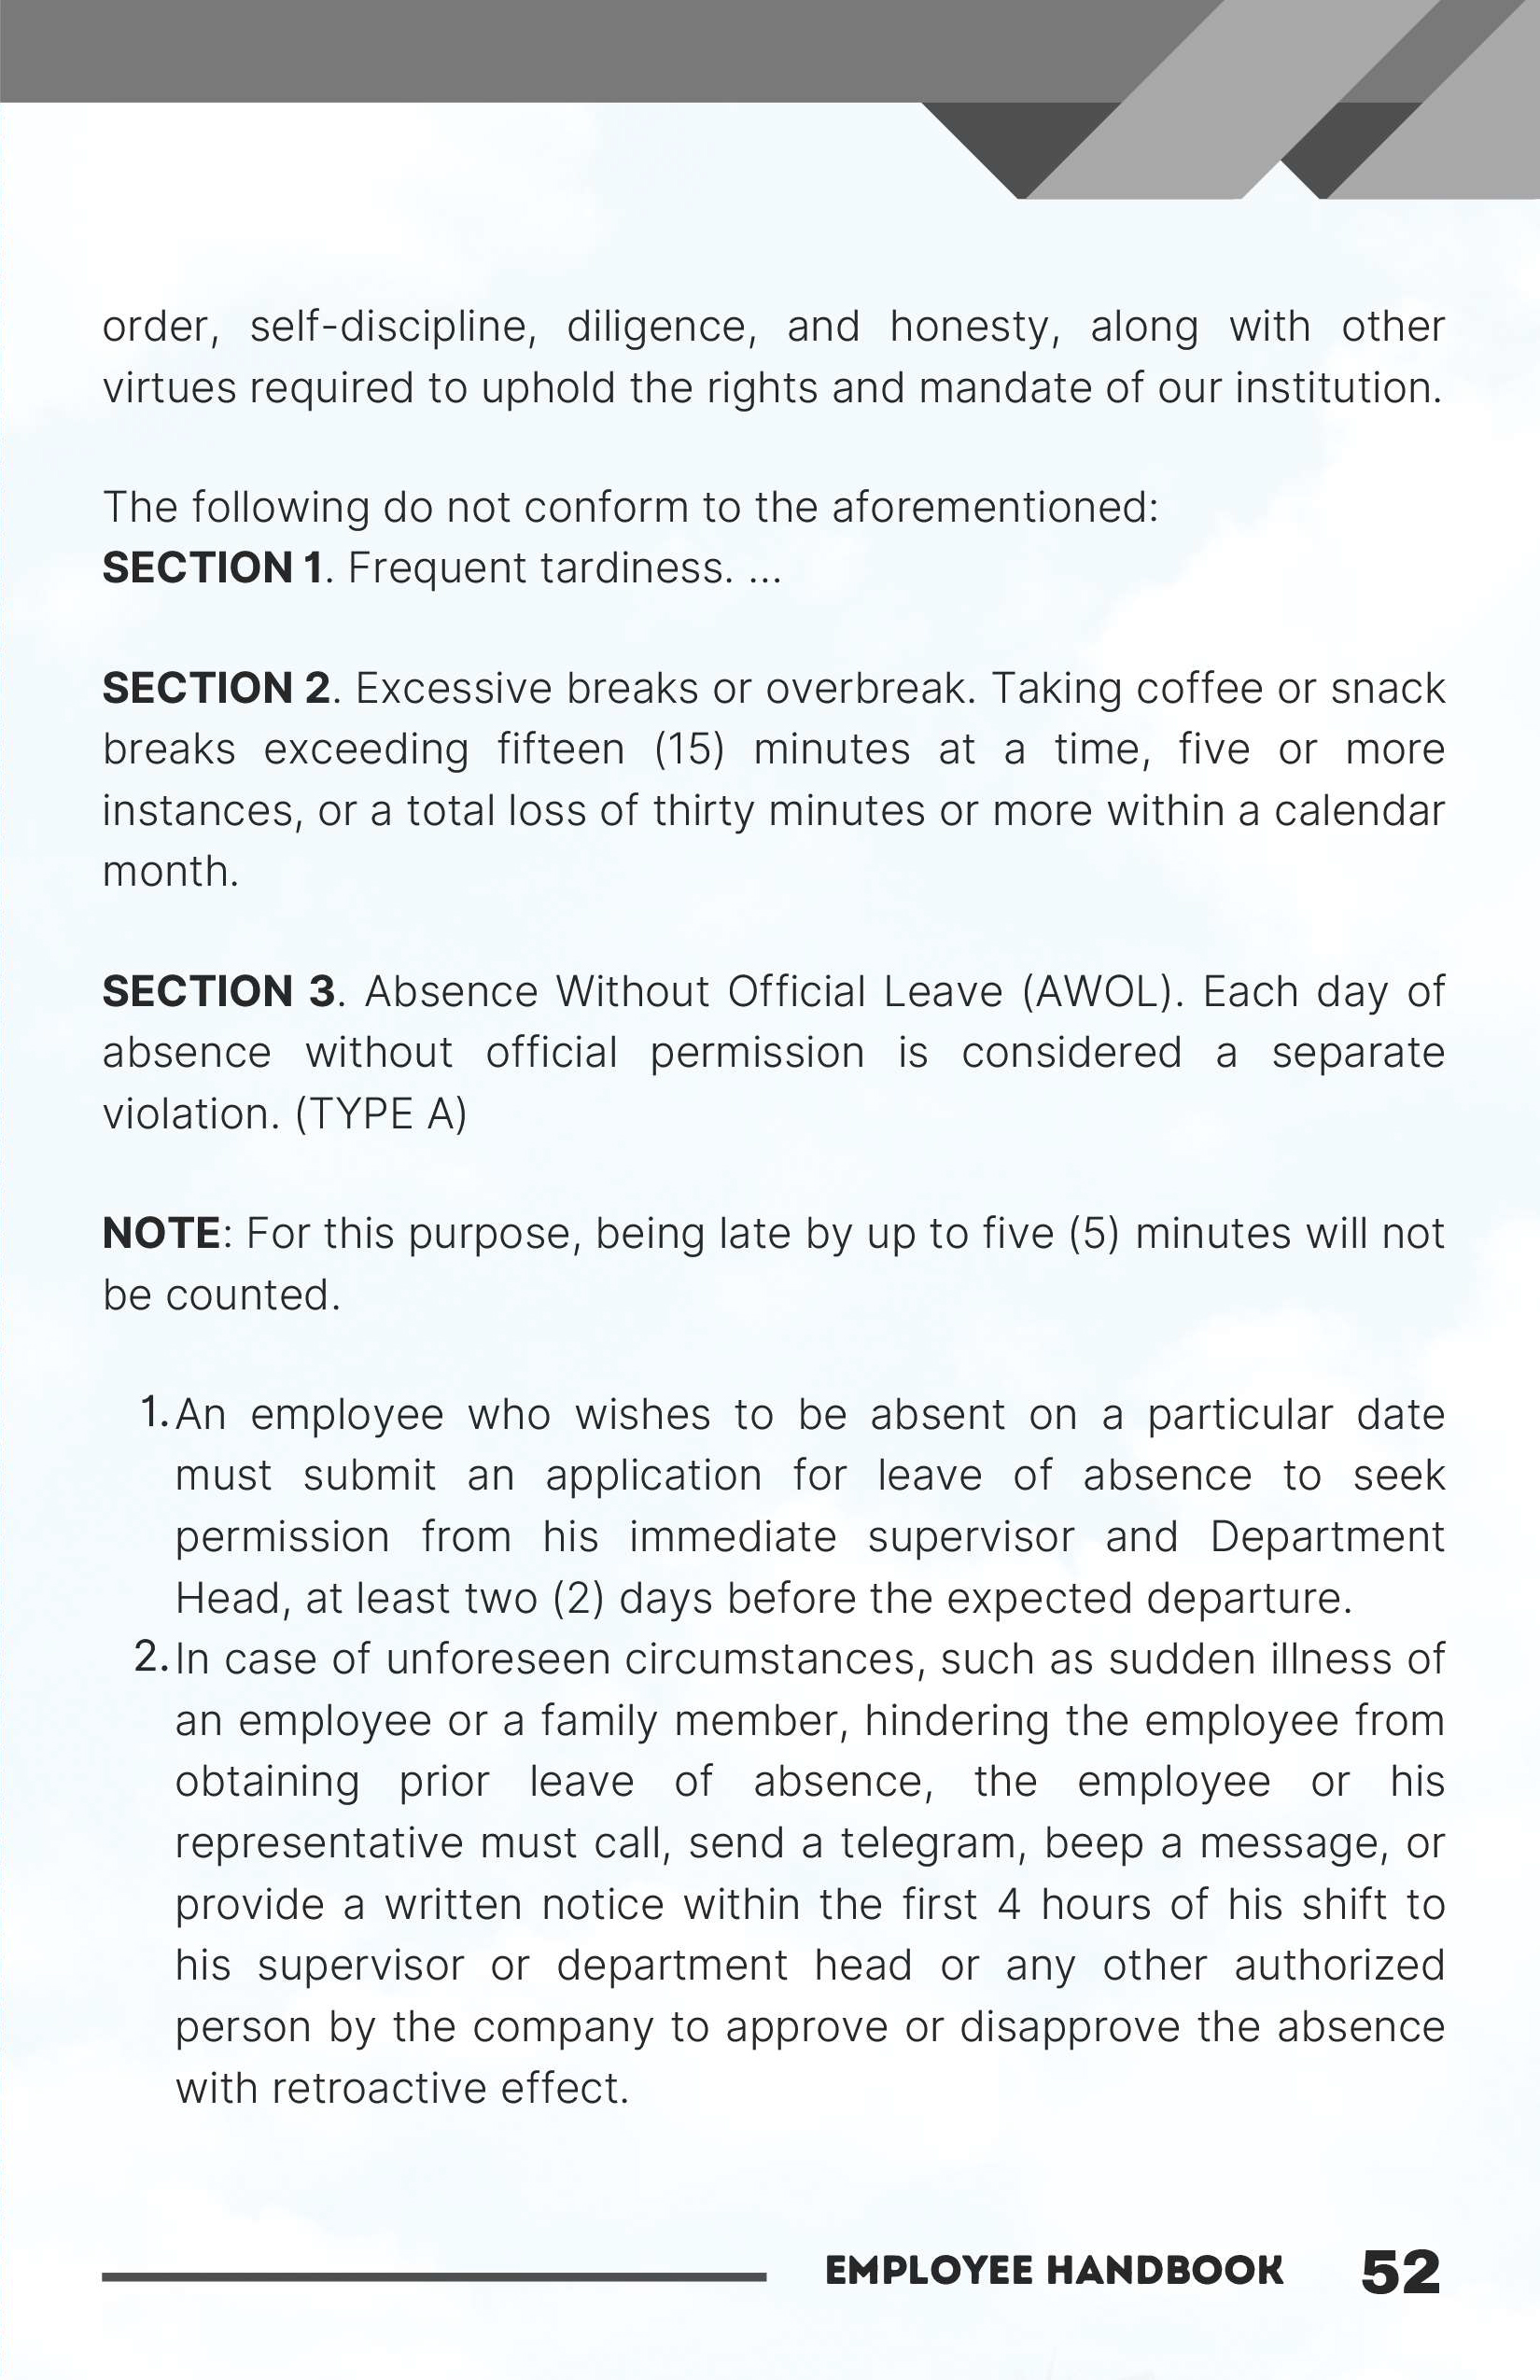 order, self-discipline, diligence, and honesty, along with other
virtues required to uphold the rights and mandate of our institution.
The following do not conform to the aforementioned:
SECTION 1. Frequent tardiness. ...
SECTION 2. Excessive breaks or overbreak. Taking coffee or snack
breaks exceeding fifteen (15) minutes at a time, five or more
instances, or a total loss of thirty minutes or more within a calendar
month.
SECTION 3. Absence Without Official Leave (AWOL). Each day of
absence without official permission is considered a separate
violation. (TYPE A)
NOTE: For this purpose, being late by up to five (5) minutes will not
be counted.
1. An employee who wishes to be absent on a particular date
must submit an application for leave of absence to seek
permission from his immediate supervisor and Department
Head, at least two (2) days before the expected departure.
2. In case of unforeseen circumstances, such as sudden illness of
an employee or a family member, hindering the employee from
obtaining prior leave of absence, the employee or his
representative must call, send a telegram, beep a message, or
provide a written notice within the first 4 hours of his shift to
his supervisor or department head or any other authorized
person by the company to approve or disapprove the absence
with retroactive effect.
EMPLOYEE HANDBOOK 52